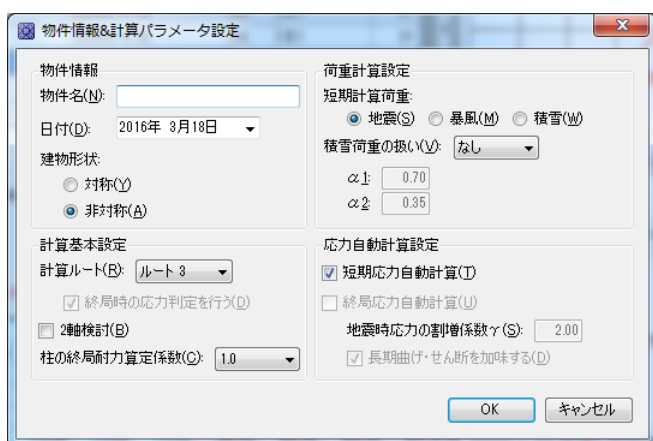 物件情報&計算パラメータ設定
物件情報
物件名(N):
日付(D): 2016年 3月18日
建物形状:
対称(Y)
非対称(A)
荷重計算設定
短期計算荷重:
地震(S) 暴風(M) 積雪(W)
積雪荷重の扱い(V): なし
α1: 0.70
α2: 0.35
計算基本設定
計算ルート(R): ルート 3
終局時の応力判定を行う(D)
2軸検討(B)
柱の終局耐力算定係数(C): 1.0
応力自動計算設定
短期応力自動計算(T)
終局応力自動計算(U)
地震時応力の割増係数γ(S): 2.00
長期曲げ・せん断を加味する(D)
OK キャンセル